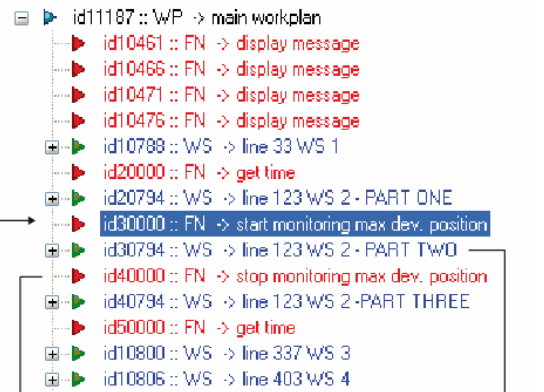 id11187 :: WP -> main workplan
id10461 :: FN -> display message
id10466 :: FN -> display message
id10471 :: FN -> display message
id10476 :: FN -> display message
id10788 :: WS -> line 33 WS 1
id20000 :: FN -> get time
id20794 :: WS -> line 123 WS 2 - PART ONE
id30000 :: FN -> start monitoring max dev. position
id30794 :: WS -> line 123 WS 2 - PART TWO
id40000 :: FN -> stop monitoring max dev. position
id40794 :: WS -> line 123 WS 2 -PART THREE
id50000 :: FN -> get time
id10800 :: WS -> line 337 WS 3
id10806 :: WS -> line 403 WS 4